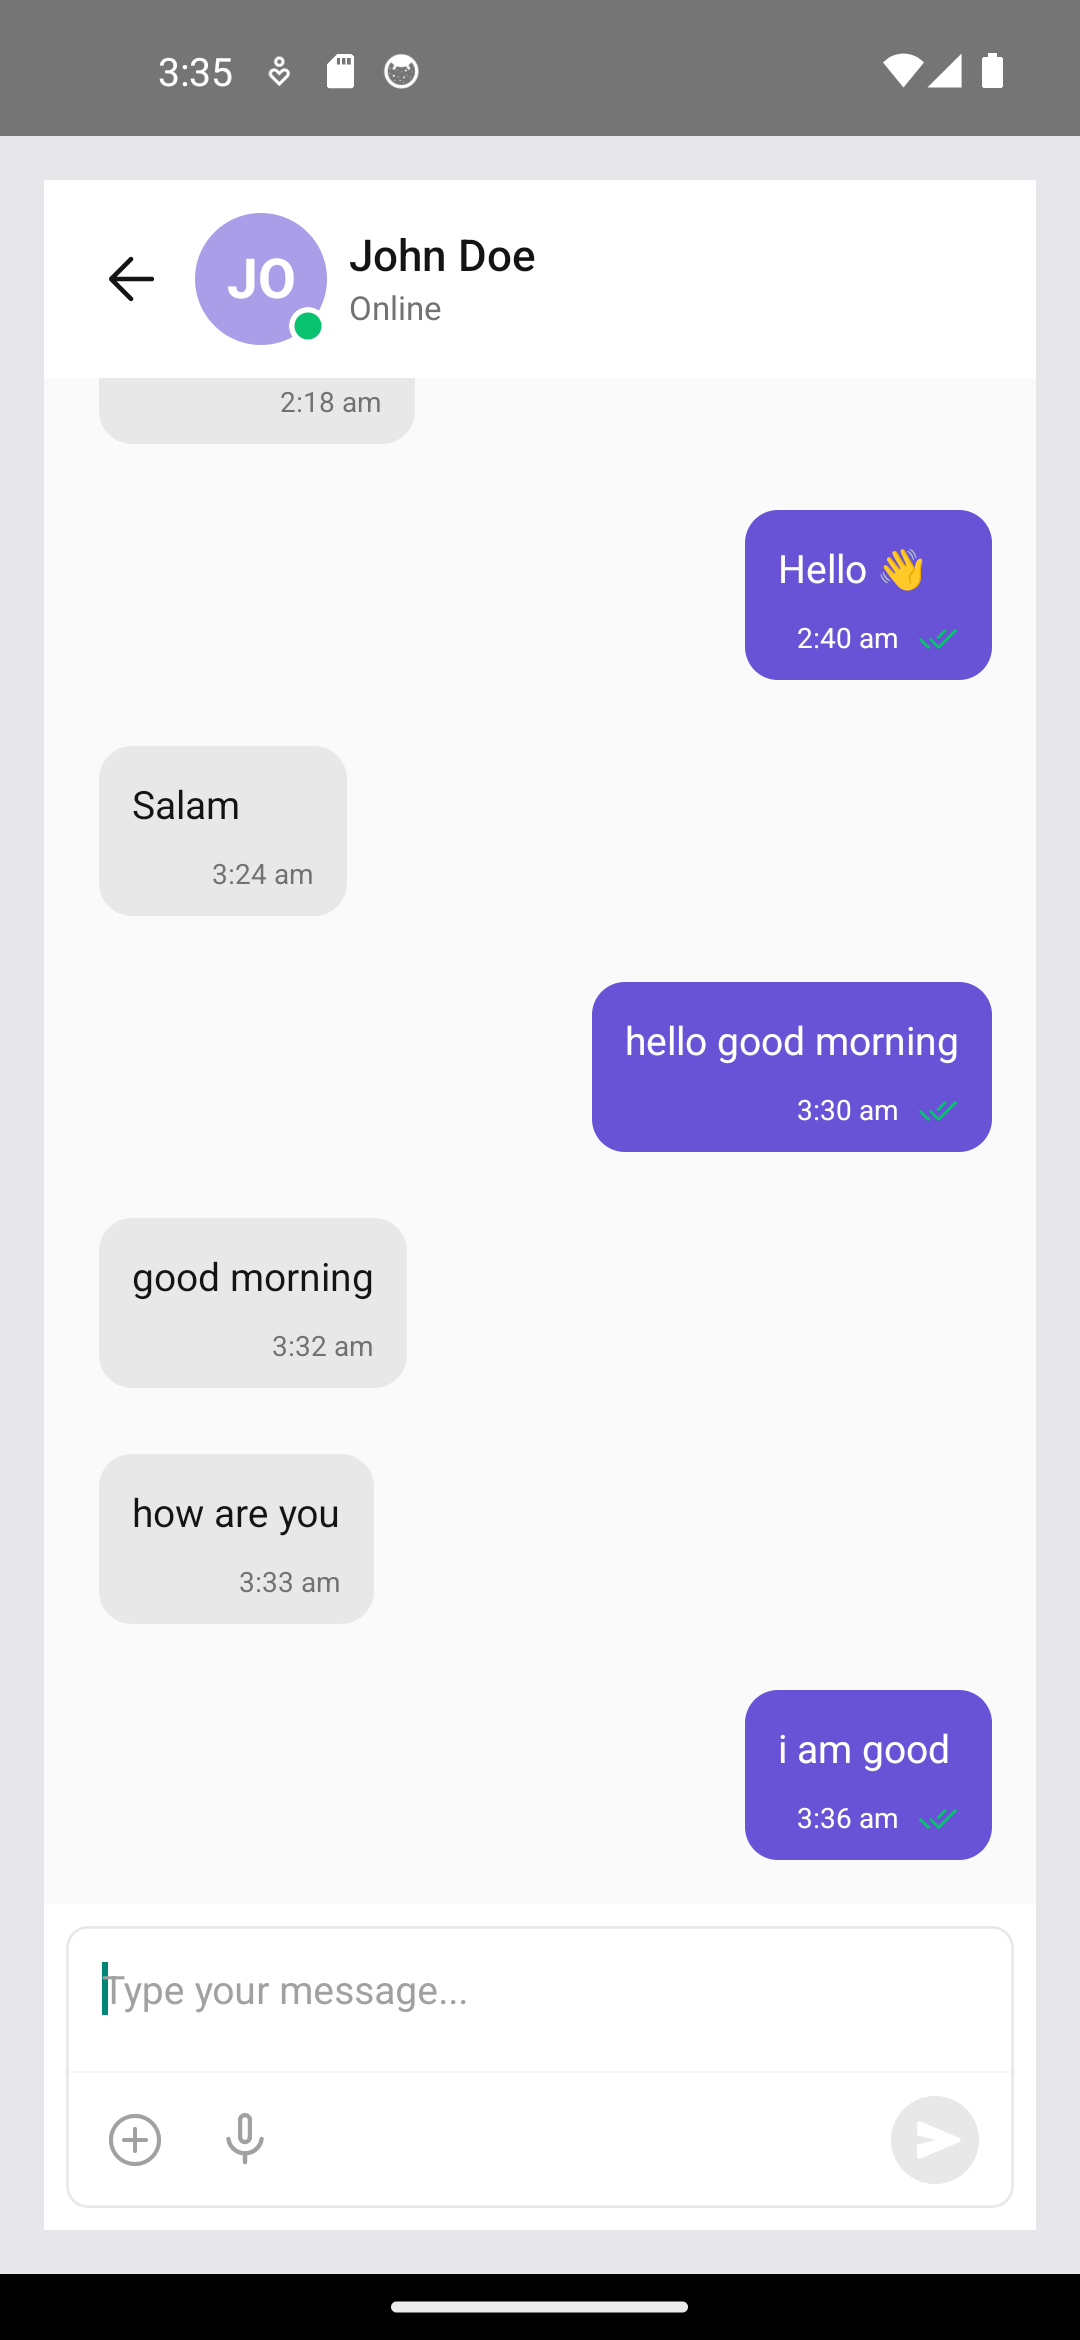 3:35
JO
John Doe
Online
2:18 am
Hello 👋
2:40 am
Salam
3:24 am
hello good morning
3:30 am
good morning
3:32 am
how are you
3:33 am
i am good
3:36 am
Type your message...